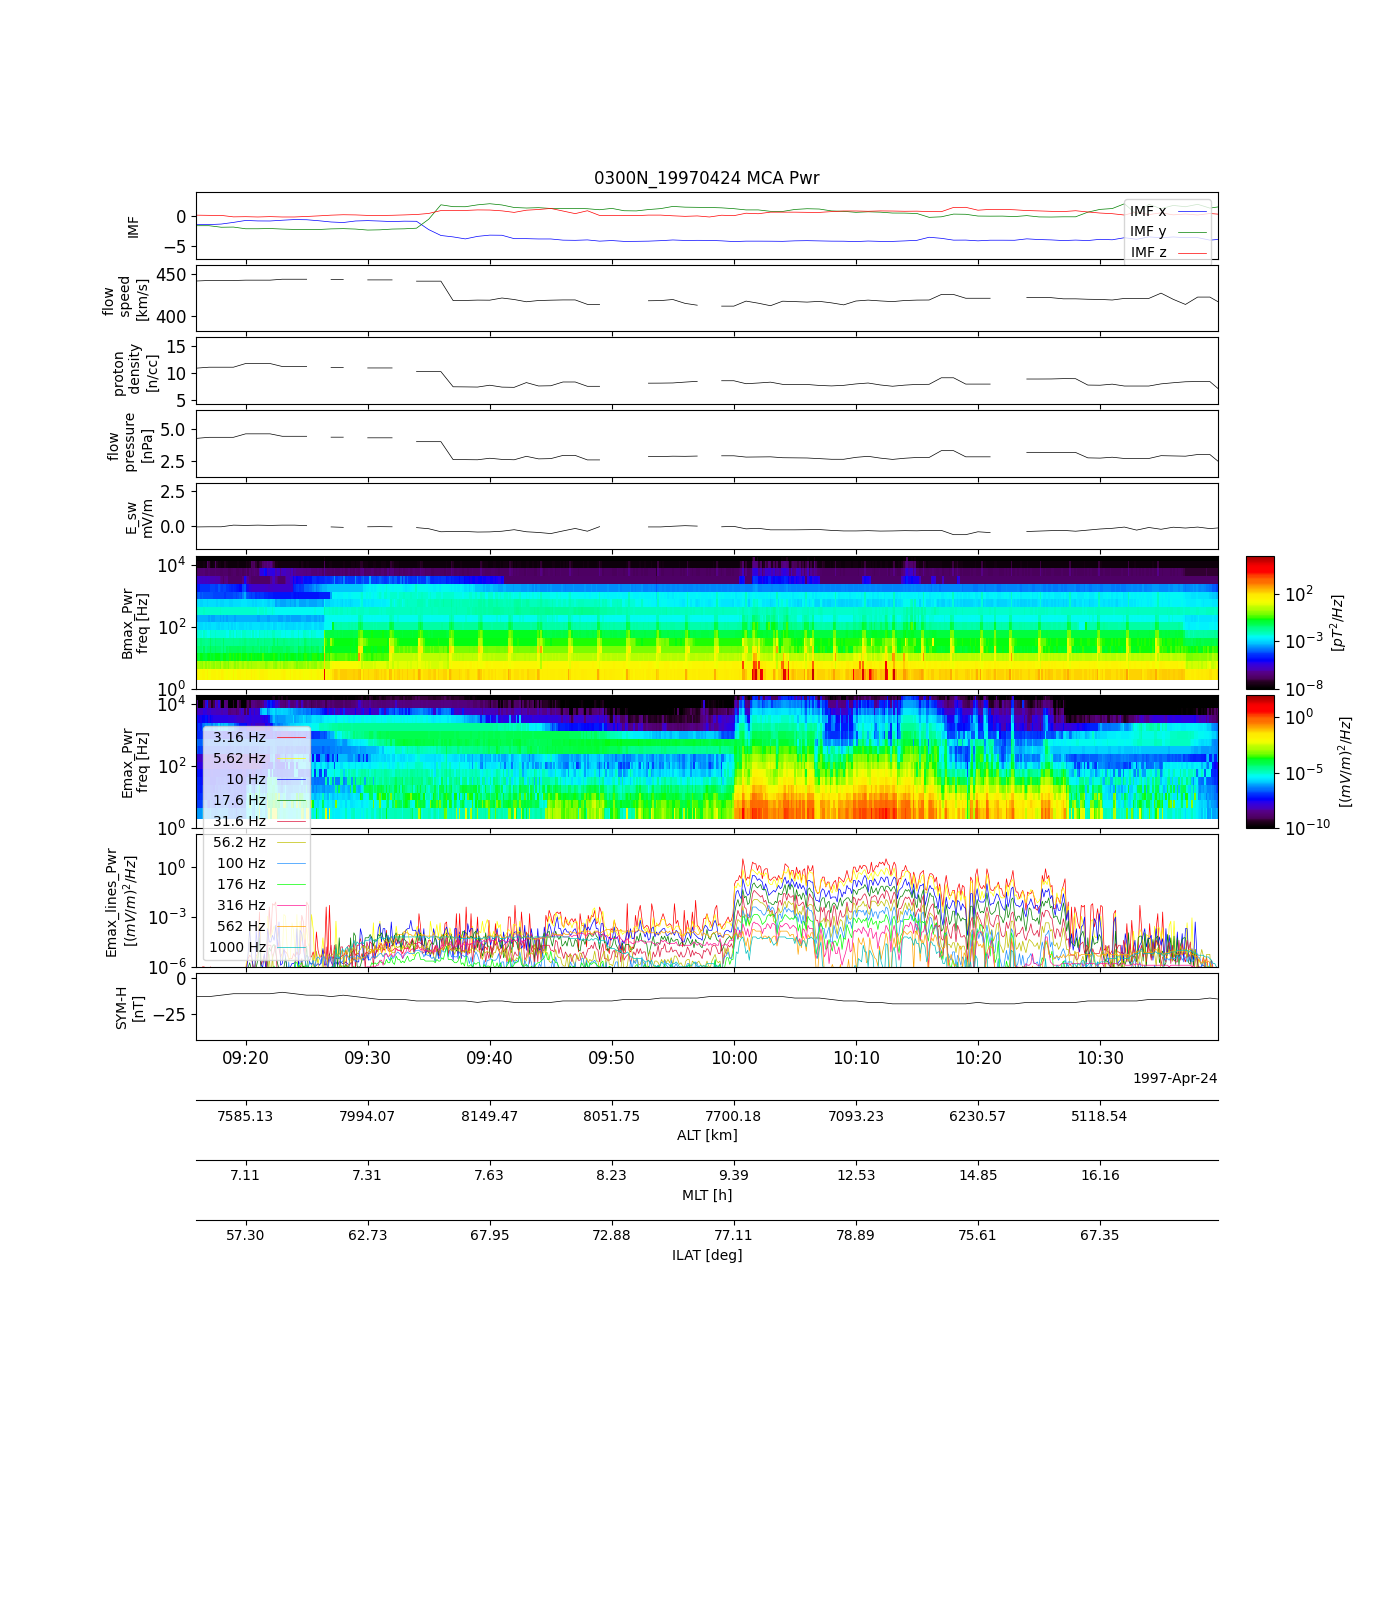 0300N_19970424 MCA Pwr
IMF
0
−5
IMF x
IMF y
IMF z
flow
speed
[km/s]
450
400
proton
density
[n/cc]
15
10
5
flow
pressure
[nPa]
5.0
2.5
E_sw
mV/m
2.5
0.0
Bmax_Pwr
freq [Hz]
10^4
10^2
10^0
10^2
10^−3
10^−8
[pT^2/Hz]
Emax_Pwr
freq [Hz]
10^4
10^2
10^0
10^0
10^−5
10^−10
[(mV/m)^2/Hz]
3.16 Hz
5.62 Hz
10 Hz
17.6 Hz
31.6 Hz
56.2 Hz
100 Hz
176 Hz
316 Hz
562 Hz
1000 Hz
Emax_lines_Pwr
[(mV/m)^2/Hz]
10^0
10^−3
10^−6
SYM-H
[nT]
0
−25
09:20 09:30 09:40 09:50 10:00 10:10 10:20 10:30
1997-Apr-24
7585.13 7994.07 8149.47 8051.75 7700.18 7093.23 6230.57 5118.54
ALT [km]
7.11 7.31 7.63 8.23 9.39 12.53 14.85 16.16
MLT [h]
57.30 62.73 67.95 72.88 77.11 78.89 75.61 67.35
ILAT [deg]